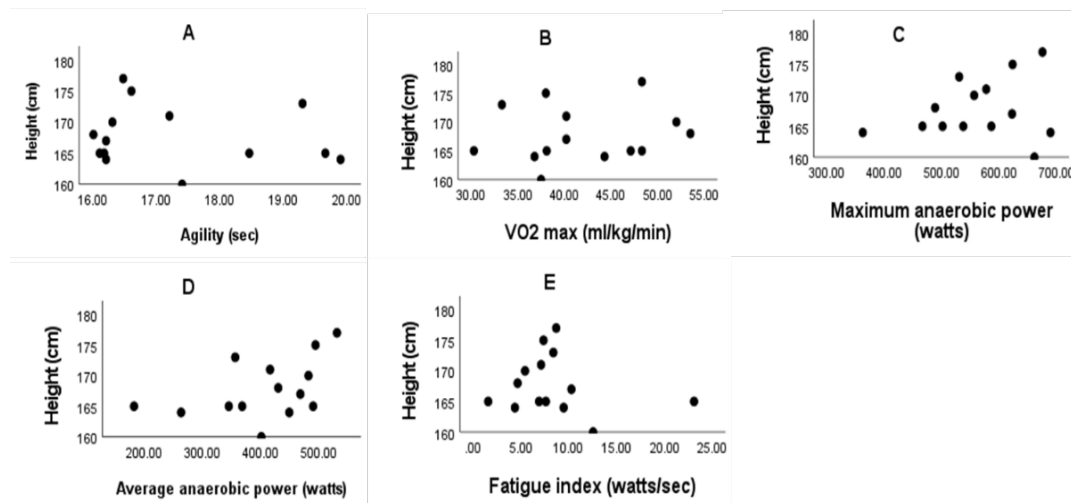 A
Height (cm)
180
175
170
165
160
16.00 17.00 18.00 19.00 20.00
Agility (sec)
B
Height (cm)
180
175
170
165
160
30.00 35.00 40.00 45.00 50.00 55.00
VO2 max (ml/kg/min)
C
Height (cm)
180
175
170
165
160
300.00 400.00 500.00 600.00 700.00
Maximum anaerobic power
(watts)
D
Height (cm)
180
175
170
165
160
200.00 300.00 400.00 500.00
Average anaerobic power (watts)
E
Height (cm)
180
175
170
165
160
.00 5.00 10.00 15.00 20.00 25.00
Fatigue index (watts/sec)